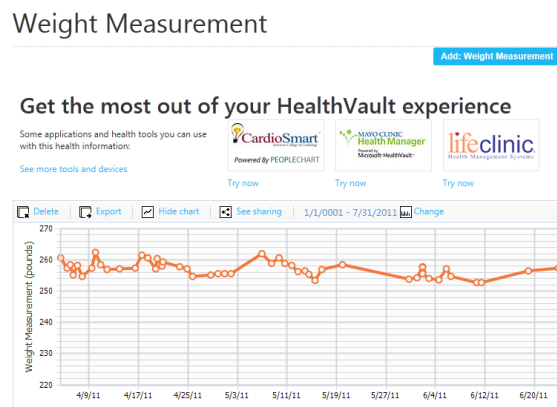 Weight Measurement
Add: Weight Measurement
Get the most out of your HealthVault experience
Some applications and health tools you can use
with this health information:
See more tools and devices
CardioSmart
American College of Cardiology
Powered By PEOPLECHART
Try now
MAYO CLINIC
Health Manager
Powered by
Microsoft HealthVault
Try now
lifeclinic
Health Management Systems
Try now
Delete
Export
Hide chart
See sharing
1/1/0001 - 7/31/2011
Change
Weight Measurement (pounds)
270
260
250
240
230
220
4/9/11
4/17/11
4/25/11
5/3/11
5/11/11
5/19/11
5/27/11
6/4/11
6/12/11
6/20/11